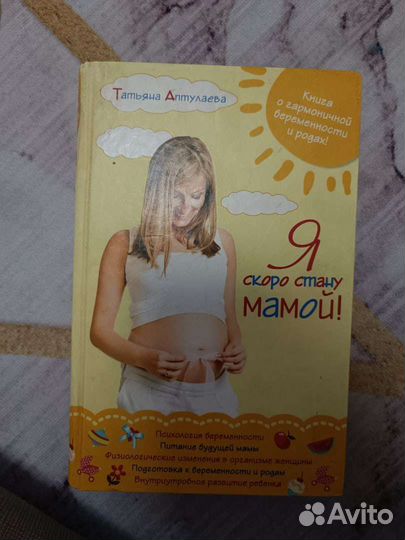 Татьяна Аптулаева
Книга
о гармоничной
беременности
и родах!
Я
скоро стану
мамой!
Психология беременности
Питание будущей мамы
Физиологические изменения в организме женщины
Подготовка к беременности и родам
Внутриутробное развитие ребенка
Avito